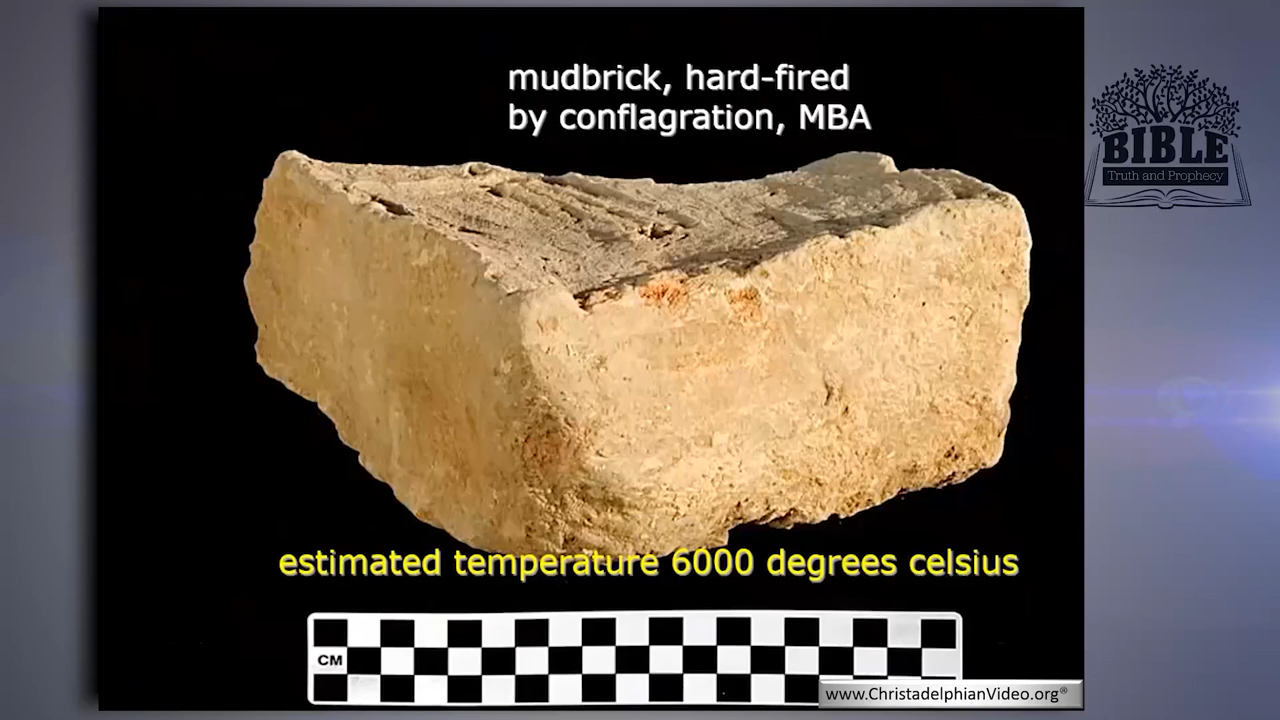 mudbrick, hard-fired
by conflagration, MBA
BIBLE
Truth and Prophecy
estimated temperature 6000 degrees celsius
CM
www.ChristadelphianVideo.org®